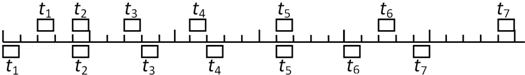 t₁ t₂ t₃ t₄ t₅ t₆ t₇
t₁ t₂ t₃ t₄ t₅ t₆ t₇